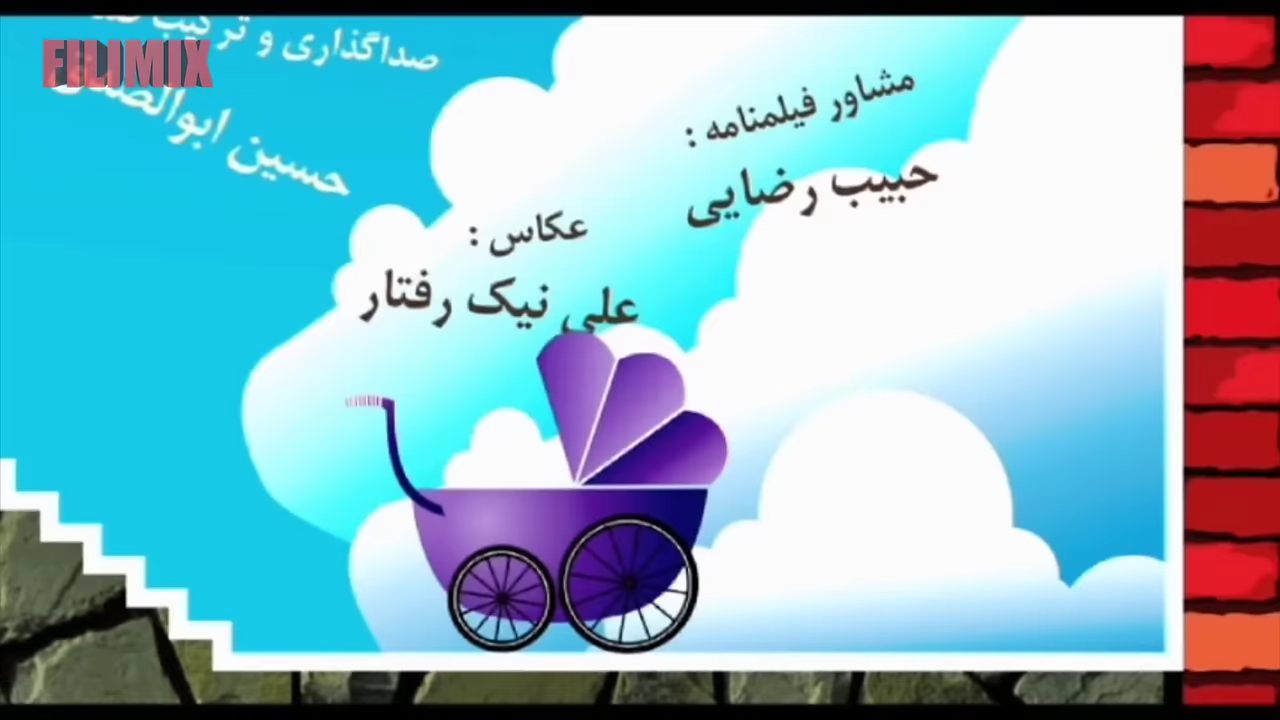 صداگذاری و ترکیب
FILIMIX
حسین ابوالصدق
مشاور فیلمنامه :
حبیب رضایی
عکاس :
علی نیک رفتار